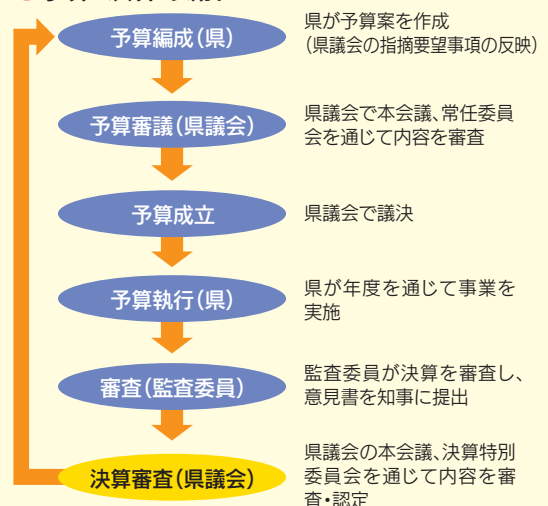 予算編成(県)
県が予算案を作成
(県議会の指摘要望事項の反映)
予算審議(県議会)
県議会で本会議、常任委員
会を通じて内容を審査
予算成立
県議会で議決
予算執行(県)
県が年度を通じて事業を
実施
審査(監査委員)
監査委員が決算を審査し、
意見書を知事に提出
決算審査(県議会)
県議会の本会議、決算特別
委員会を通じて内容を審
査・認定